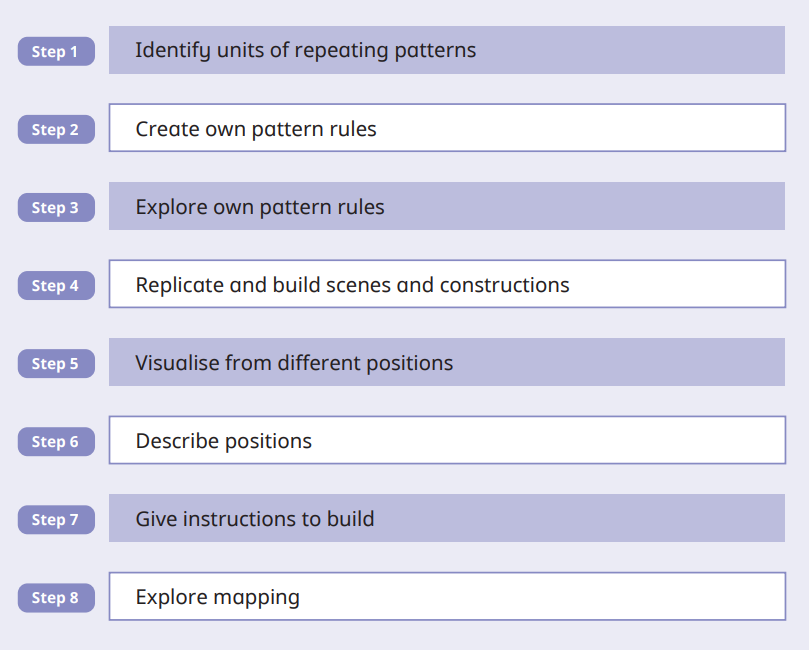 Step 1 Identify units of repeating patterns
Step 2 Create own pattern rules
Step 3 Explore own pattern rules
Step 4 Replicate and build scenes and constructions
Step 5 Visualise from different positions
Step 6 Describe positions
Step 7 Give instructions to build
Step 8 Explore mapping